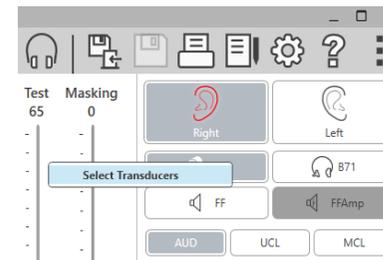 Test Masking
65 0
Right Left
Select Transducers
B71
FF FFAmp
AUD UCL MCL